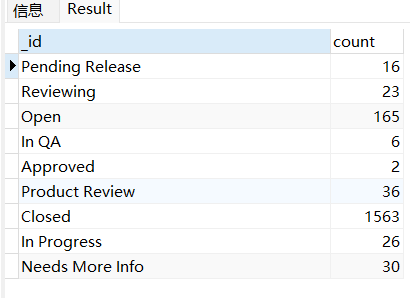 信息 Result
_id count
Pending Release 16
Reviewing 23
Open 165
In QA 6
Approved 2
Product Review 36
Closed 1563
In Progress 26
Needs More Info 30